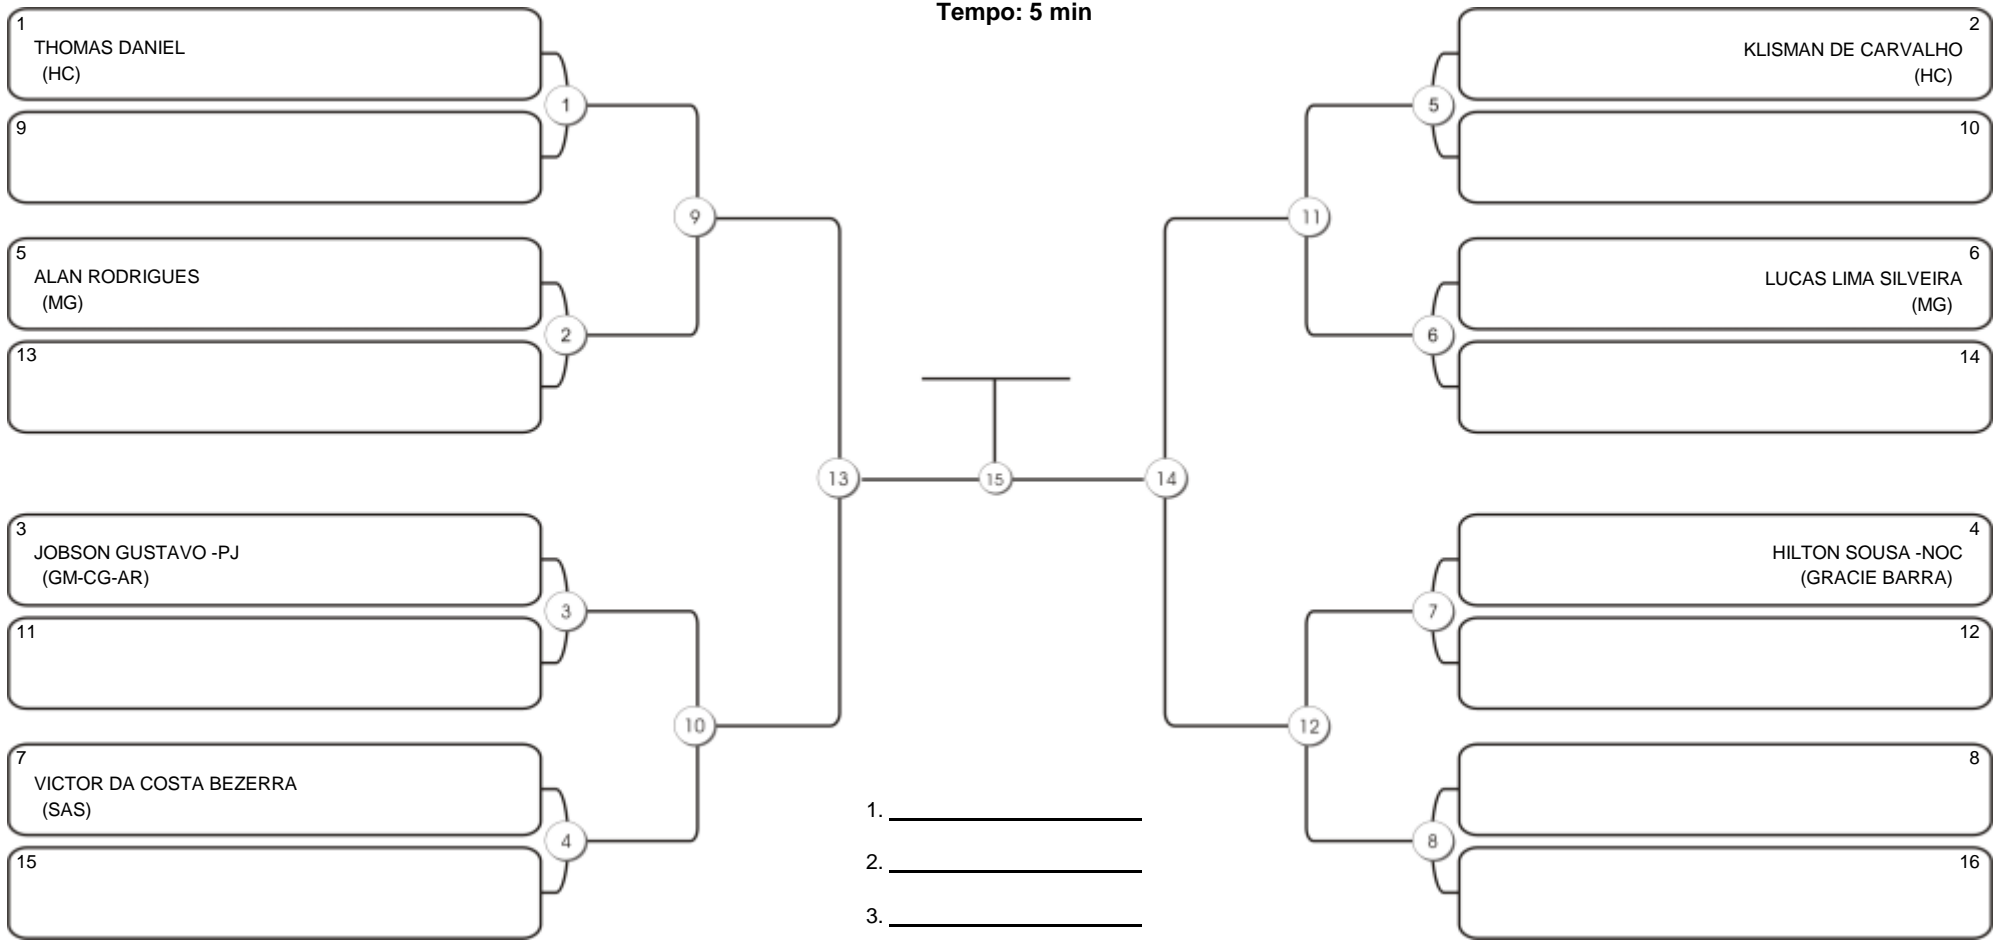 Tempo: 5 min
1
THOMAS DANIEL
(HC)
9
1
5
ALAN RODRIGUES
(MG)
13
2
9
3
JOBSON GUSTAVO -PJ
(GM-CG-AR)
11
3
7
VICTOR DA COSTA BEZERRA
(SAS)
15
4
10
13
15
14
2
KLISMAN DE CARVALHO
(HC)
10
5
6
LUCAS LIMA SILVEIRA
(MG)
14
6
11
4
HILTON SOUSA -NOC
(GRACIE BARRA)
12
7
8
16
8
12
1.
2.
3.